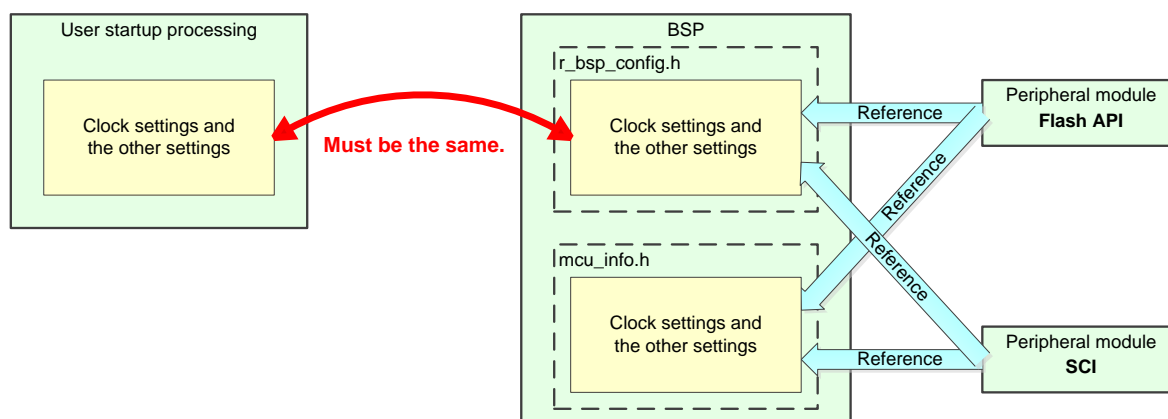 User startup processing
Clock settings and
the other settings
Must be the same.
BSP
r_bsp_config.h
Clock settings and
the other settings
mcu_info.h
Clock settings and
the other settings
Reference
Reference
Reference
Reference
Peripheral module
Flash API
Peripheral module
SCI